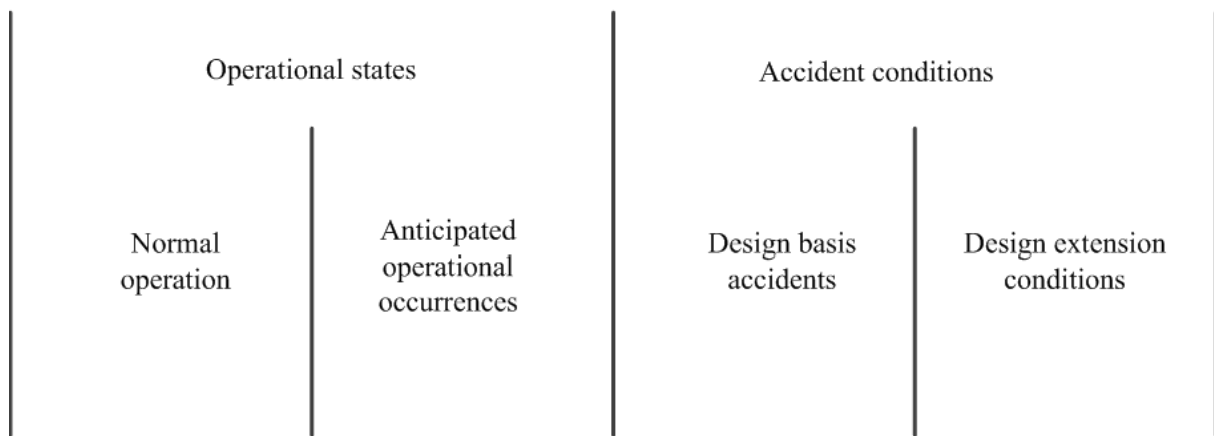 Operational states
Accident conditions
Normal
operation
Anticipated
operational
occurrences
Design basis
accidents
Design extension
conditions